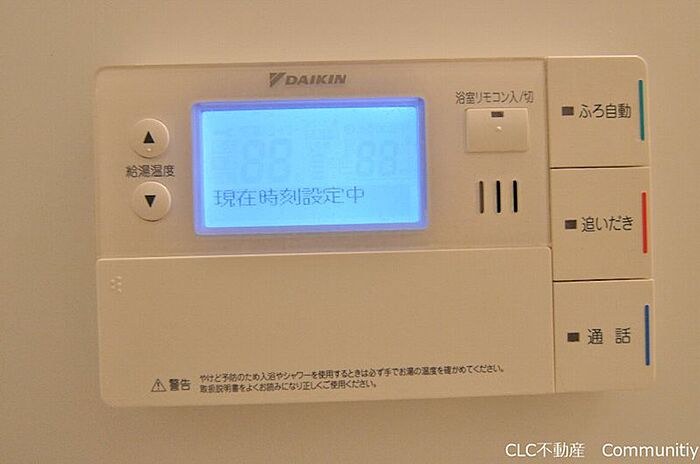 DAIKIN
浴室リモコン入/切
ふろ自動
▲
給湯温度
▼
現在時刻設定中
追いだき
通話
警告
やけど予防のため入浴やシャワーを使用するときは必ず手でお湯の温度を確かめてください。
取扱説明書をよくお読みになり正しくご使用ください。
CLC不動産 Communitiy